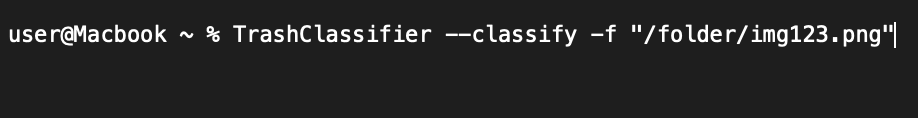 user@Macbook ~ % TrashClassifier --classify -f "/folder/img123.png"